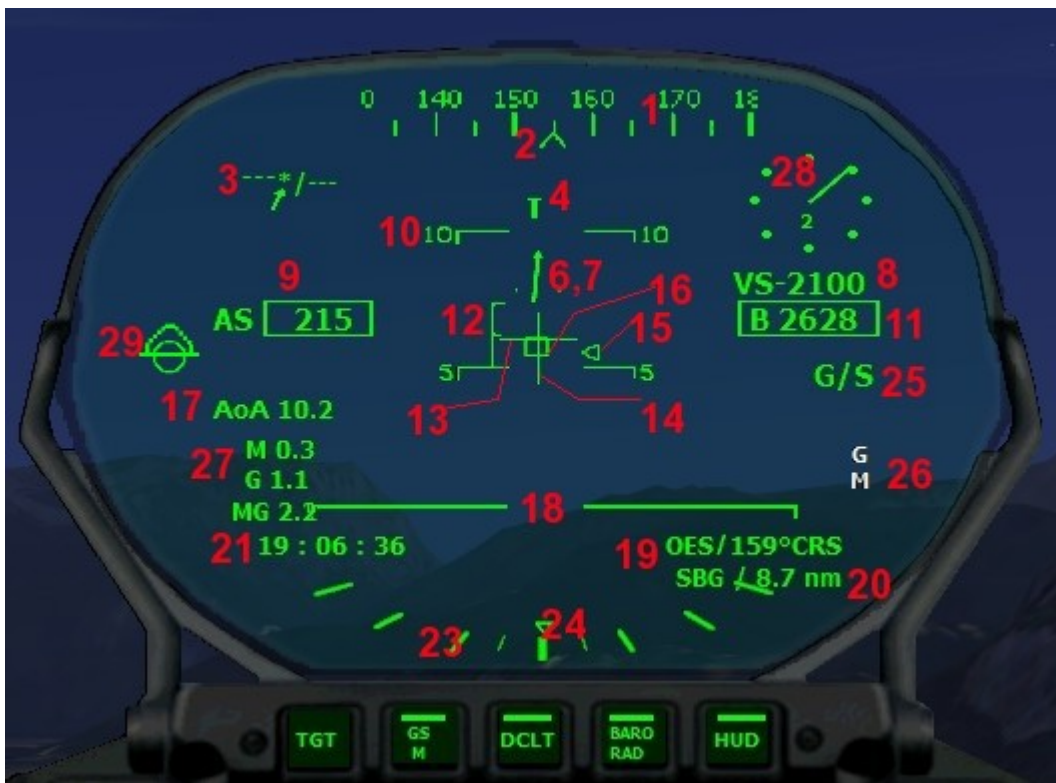 0 140 150 160 1 170 18
2
3 ---*/---
4
T
28
2
10 10 10
6,7
16
8
VS-2100
9
AS 215
12
15
B 2628 11
29
5 5
G/S 25
17 AoA 10.2
13
14
27 M 0.3
G 1.1
MG 2.2
G
M
26
18
21 19 : 06 : 36
19 OES/159°CRS
SBG / 8.7 nm 20
23
24
TGT
GS
M
DCLT
BARO
RAD
HUD